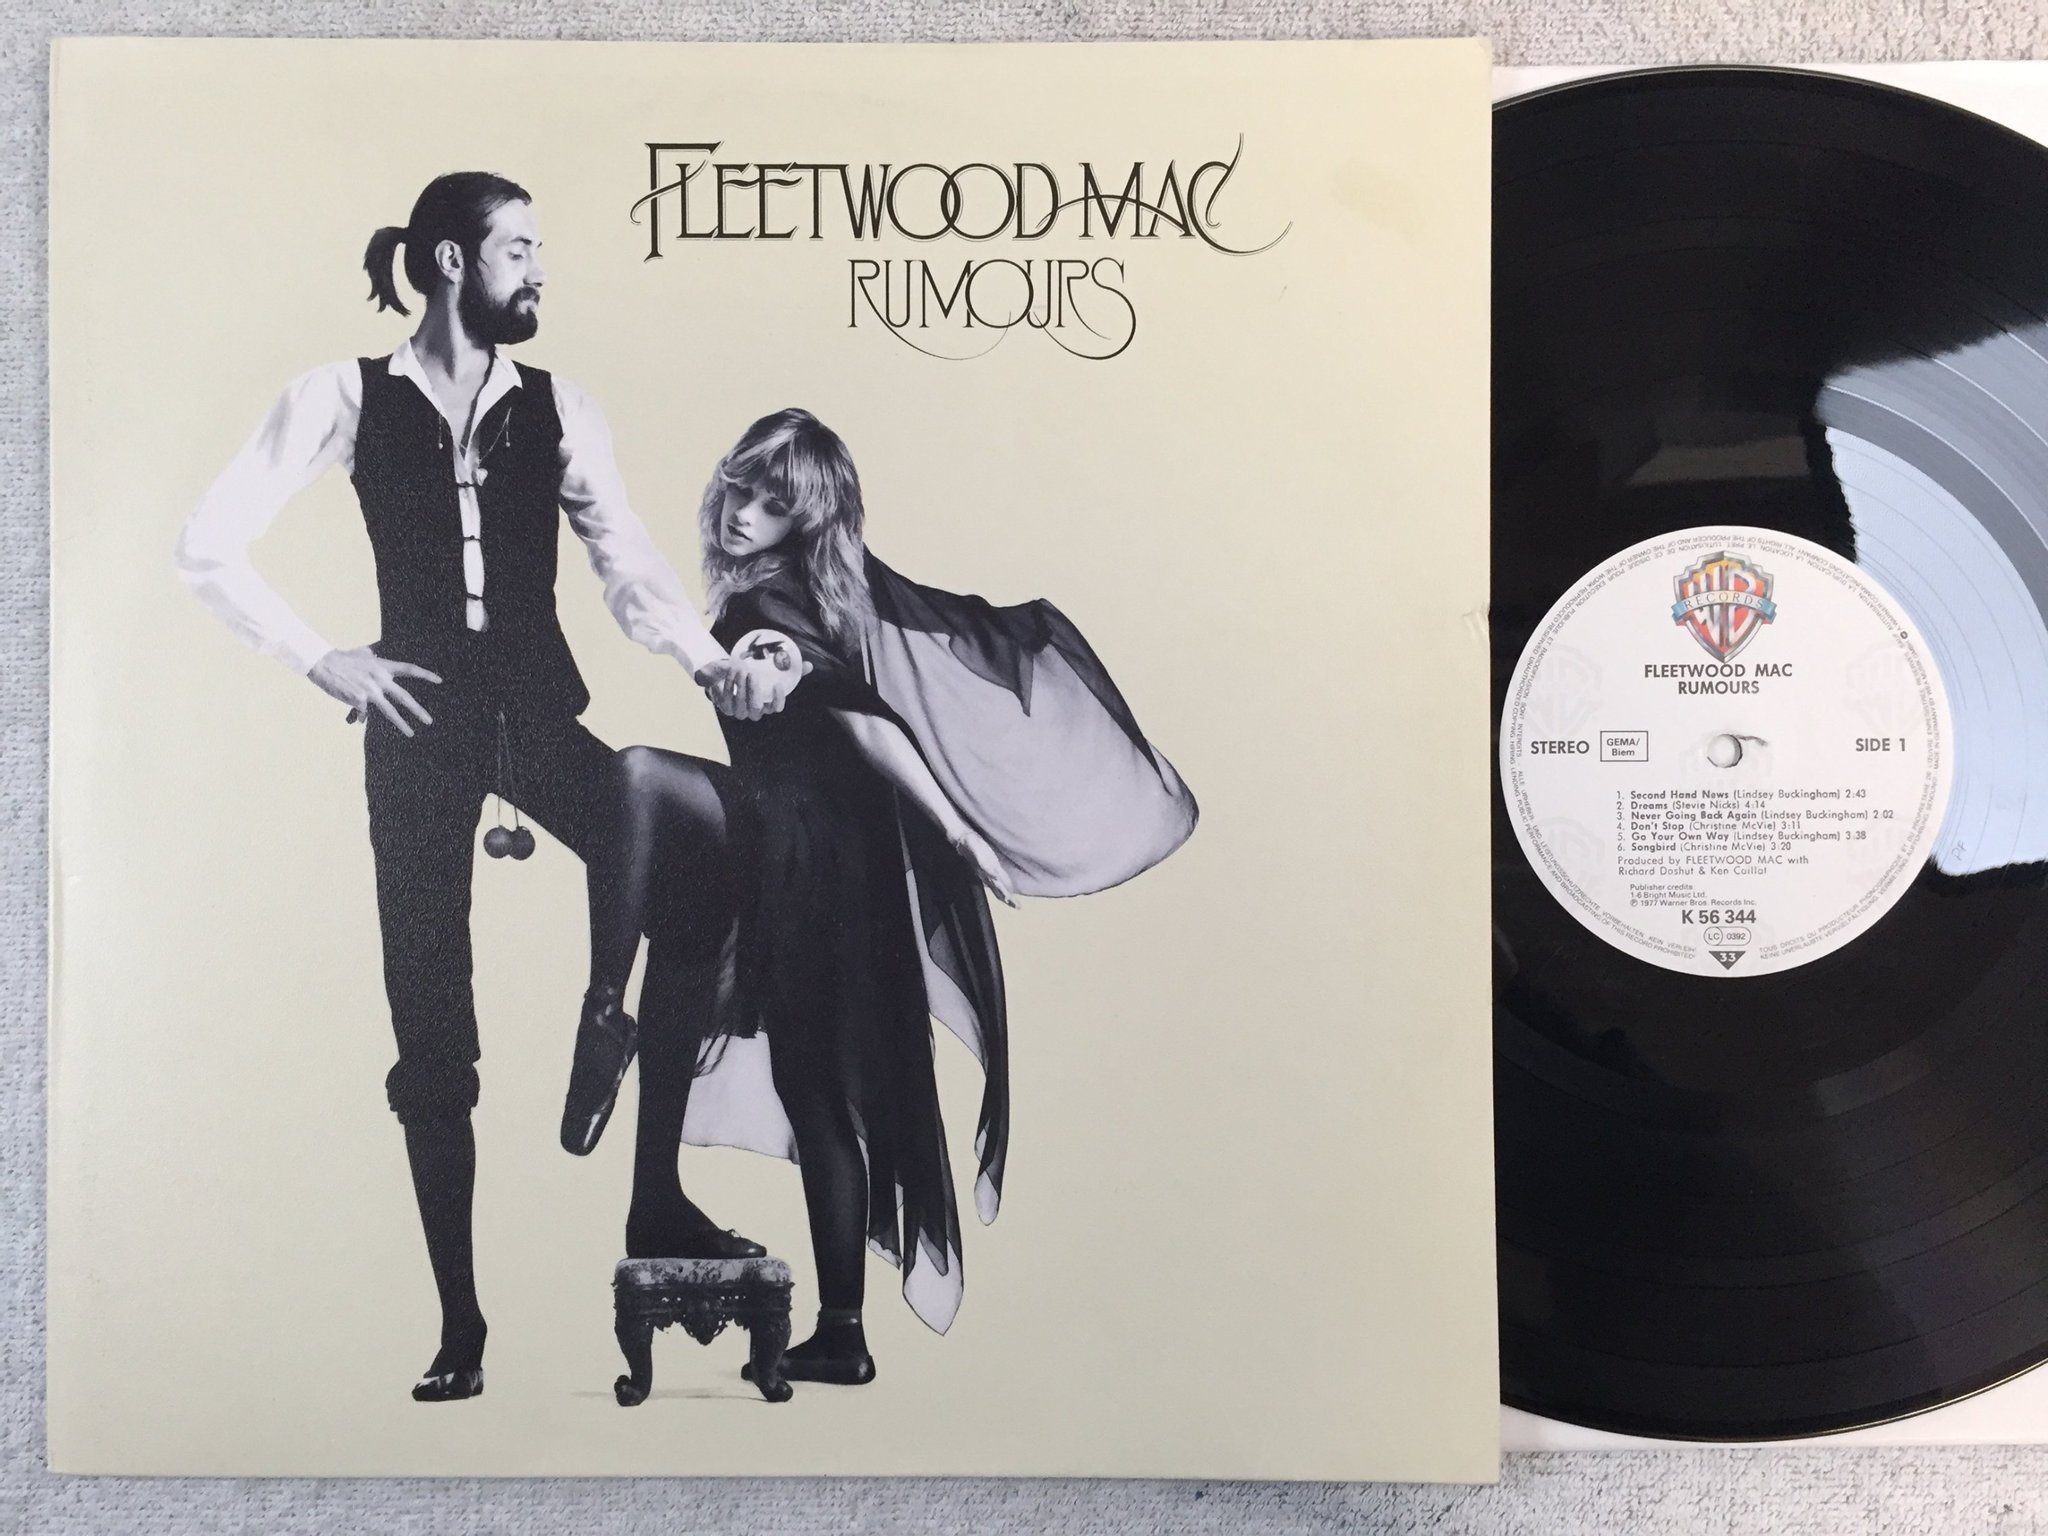 FLEETWOOD MAC
RUMOURS
WB
RECORDS
FLEETWOOD MAC
RUMOURS
STEREO
GEMA/
Biem
SIDE 1
1. Second Hand News (Lindsey Buckingham) 2:43
2. Dreams (Stevie Nicks) 4:14
3. Never Going Back Again (Lindsey Buckingham) 2:02
4. Don't Stop (Christine McVie) 3:11
5. Go Your Own Way (Lindsey Buckingham) 3:38
6. Songbird (Christine McVie) 3:20
Produced by FLEETWOOD MAC with
Richard Dashut & Ken Caillat
Publisher credits
1-6 Bright Music Ltd.
℗ 1977 Warner Bros. Records Inc.
K 56 344
LC 0392
33